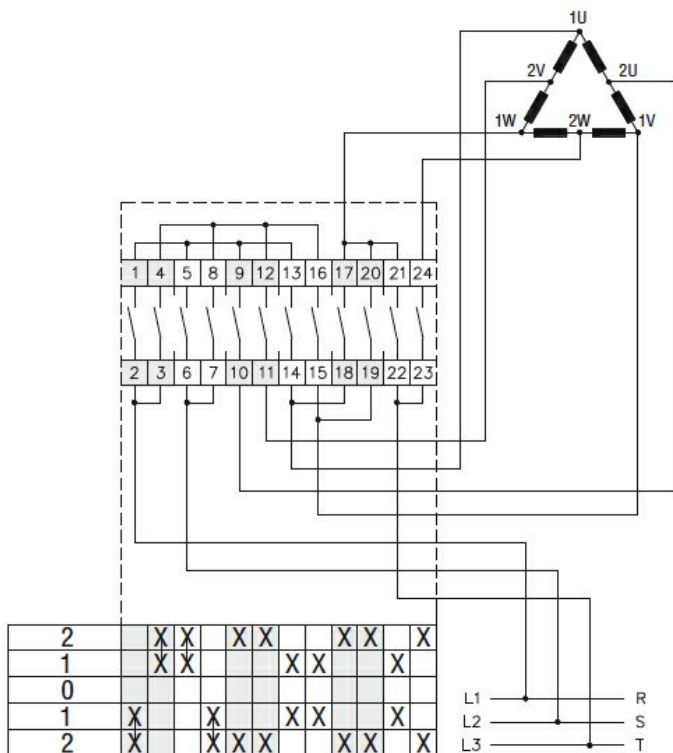 1U
2V 2U
1W 2W 1V
1 4 5 8 9 12 13 16 17 20 21 24
2 3 6 7 10 11 14 15 18 19 22 23
2 X X X X X X X
1 X X X X X
0
L1 R
1 X X X X X
L2 S
2 X X X X X X X
L3 T